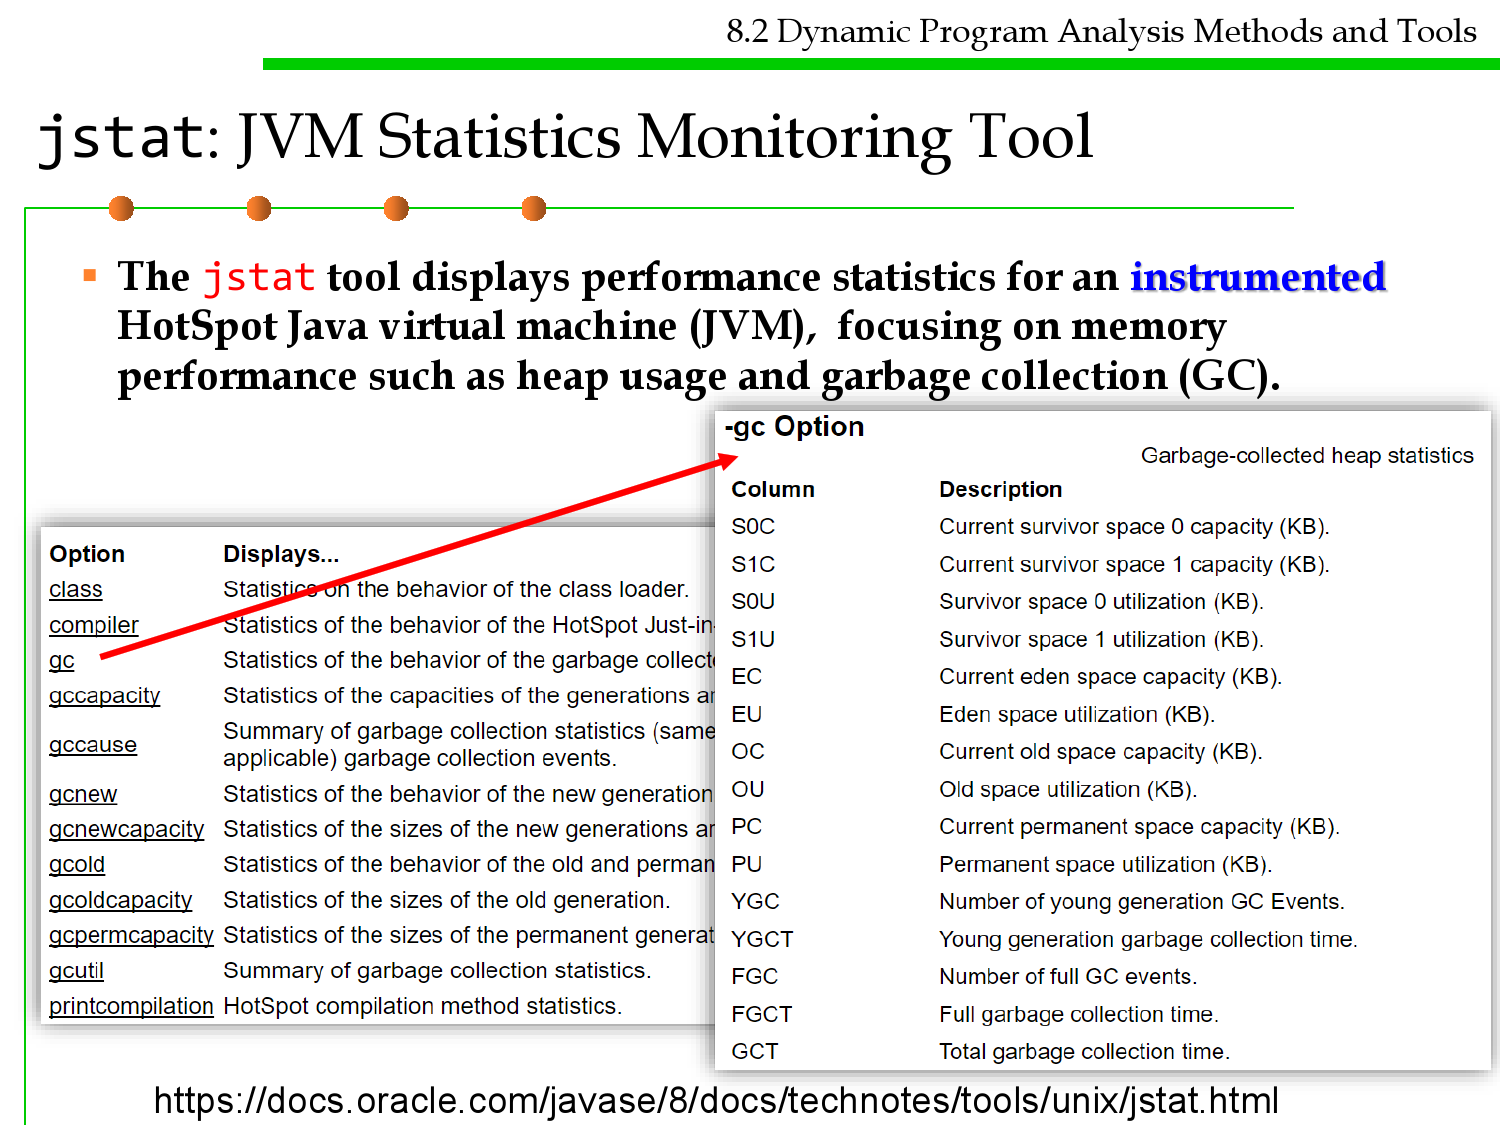 8.2 Dynamic Program Analysis Methods and Tools
jstat: JVM Statistics Monitoring Tool
▪ The jstat tool displays performance statistics for an instrumented
HotSpot Java virtual machine (JVM), focusing on memory
performance such as heap usage and garbage collection (GC).
Option Displays...
class Statistics on the behavior of the class loader.
compiler Statistics of the behavior of the HotSpot Just-in
gc Statistics of the behavior of the garbage collect
gccapacity Statistics of the capacities of the generations
gccause Summary of garbage collection statistics (same
applicable) garbage collection events.
gcnew Statistics of the behavior of the new generation
gcnewcapacity Statistics of the sizes of the new generations
gcold Statistics of the behavior of the old and perman
gcoldcapacity Statistics of the sizes of the old generation.
gcpermcapacity Statistics of the sizes of the permanent generat
gcutil Summary of garbage collection statistics.
printcompilation HotSpot compilation method statistics.
-gc Option
Garbage-collected heap statistics
Column Description
S0C Current survivor space 0 capacity (KB).
S1C Current survivor space 1 capacity (KB).
S0U Survivor space 0 utilization (KB).
S1U Survivor space 1 utilization (KB).
EC Current eden space capacity (KB).
EU Eden space utilization (KB).
OC Current old space capacity (KB).
OU Old space utilization (KB).
PC Current permanent space capacity (KB).
PU Permanent space utilization (KB).
YGC Number of young generation GC Events.
YGCT Young generation garbage collection time.
FGC Number of full GC events.
FGCT Full garbage collection time.
GCT Total garbage collection time.
https://docs.oracle.com/javase/8/docs/technotes/tools/unix/jstat.html